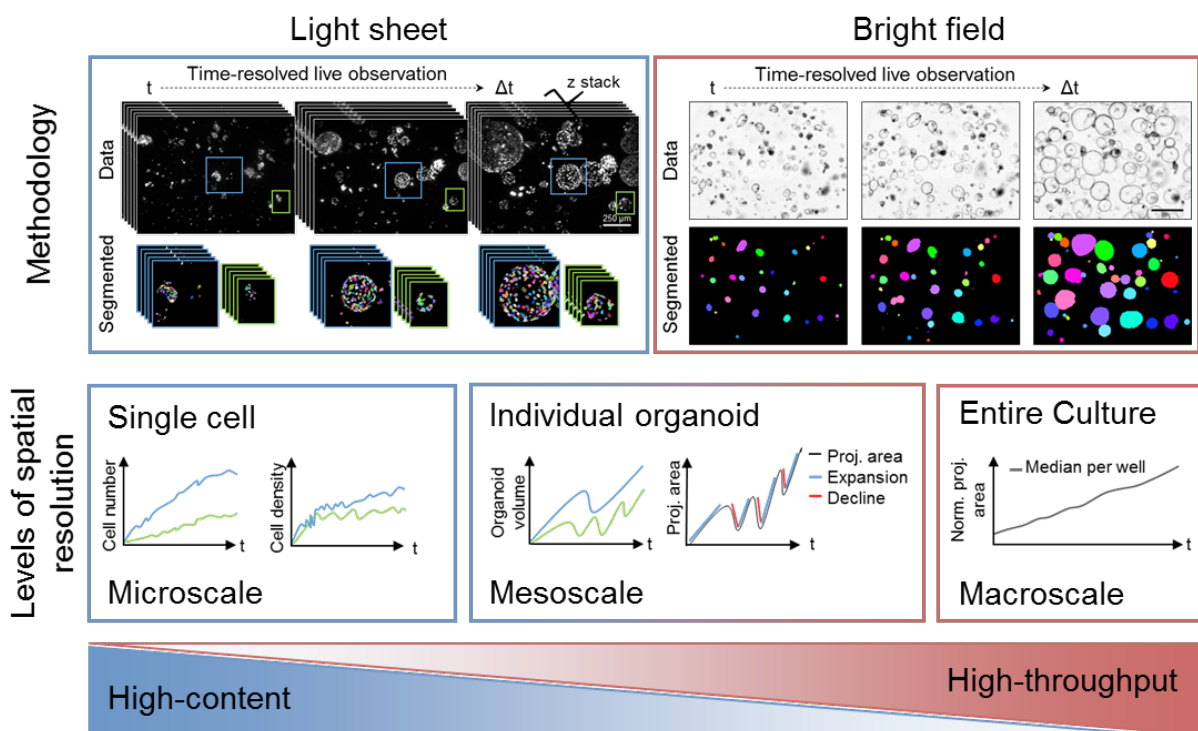 Light sheet
Bright field
Methodology
Time-resolved live observation
t
Δt
z stack
Data
250 µm
Segmented
Time-resolved live observation
t
Δt
Data
Segmented
Levels of spatial
resolution
Single cell
Cell number
t
Cell density
t
Microscale
Individual organoid
Organoid
volume
t
Proj. area
t
Proj. area
Expansion
Decline
Mesoscale
Entire Culture
Norm. proj.
area
Median per well
t
Macroscale
High-content
High-throughput